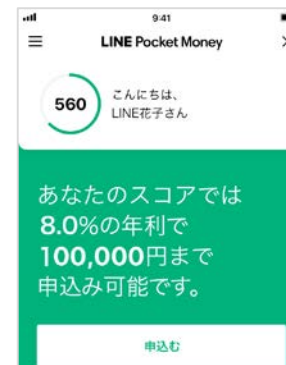 9:41
LINE Pocket Money
560
こんにちは、
LINE花子さん
あなたのスコアでは
8.0%の年利で
100,000円まで
申込み可能です。
申込む